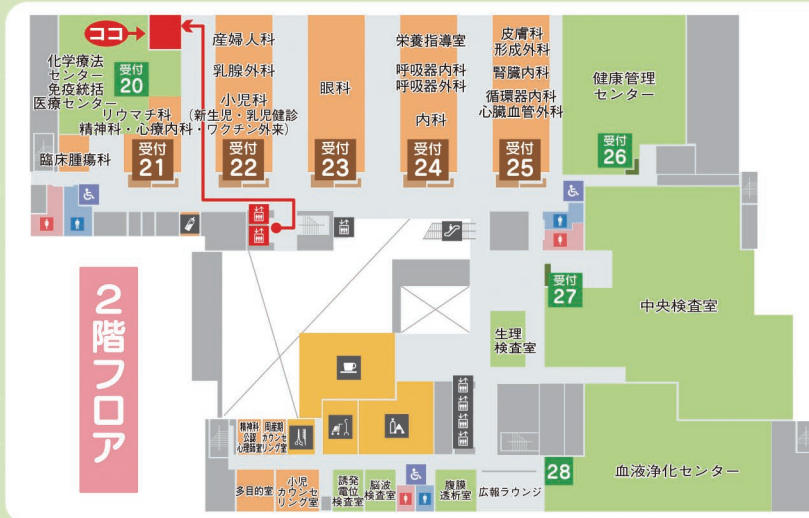 ココ
化学療法
センター
免疫統括
医療センター
受付
20
リウマチ科
精神科・心療内科・
臨床腫瘍科
受付
21
産婦人科
乳腺外科
小児科
(新生児・乳児健診
ワクチン外来)
受付
22
眼科
受付
23
栄養指導室
呼吸器内科
呼吸器外科
内科
受付
24
皮膚科
形成外科
腎臓内科
循環器内科
心臓血管外科
受付
25
健康管理
センター
受付
26
受付
27
中央検査室
生理
検査室
2階フロア
精神科
公認
心理師室
周産期
カウンセ
リング室
多目的室
小児
カウンセ
リング室
誘発
電位
検査室
脳波
検査室
腹膜
透析室
広報ラウンジ
28
血液浄化センター